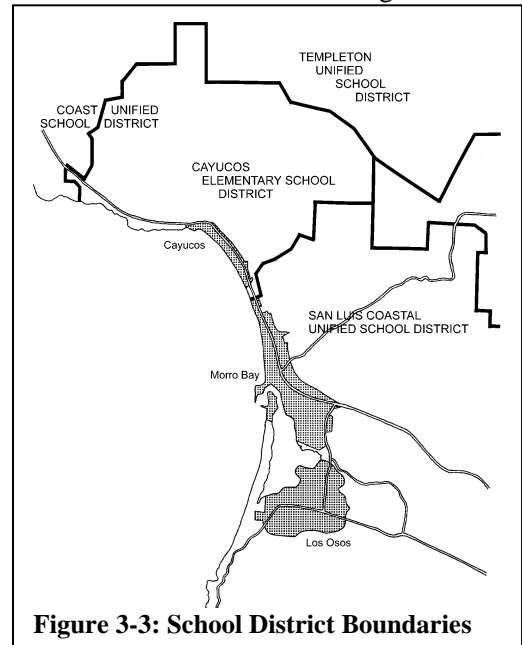 TEMPLETON
UNIFIED
SCHOOL
DISTRICT
COAST UNIFIED
SCHOOL DISTRICT
CAYUCOS
ELEMENTARY SCHOOL
DISTRICT
Cayucos
SAN LUIS COASTAL
UNIFIED SCHOOL DISTRICT
Morro Bay
Los Osos
Figure 3-3: School District Boundaries